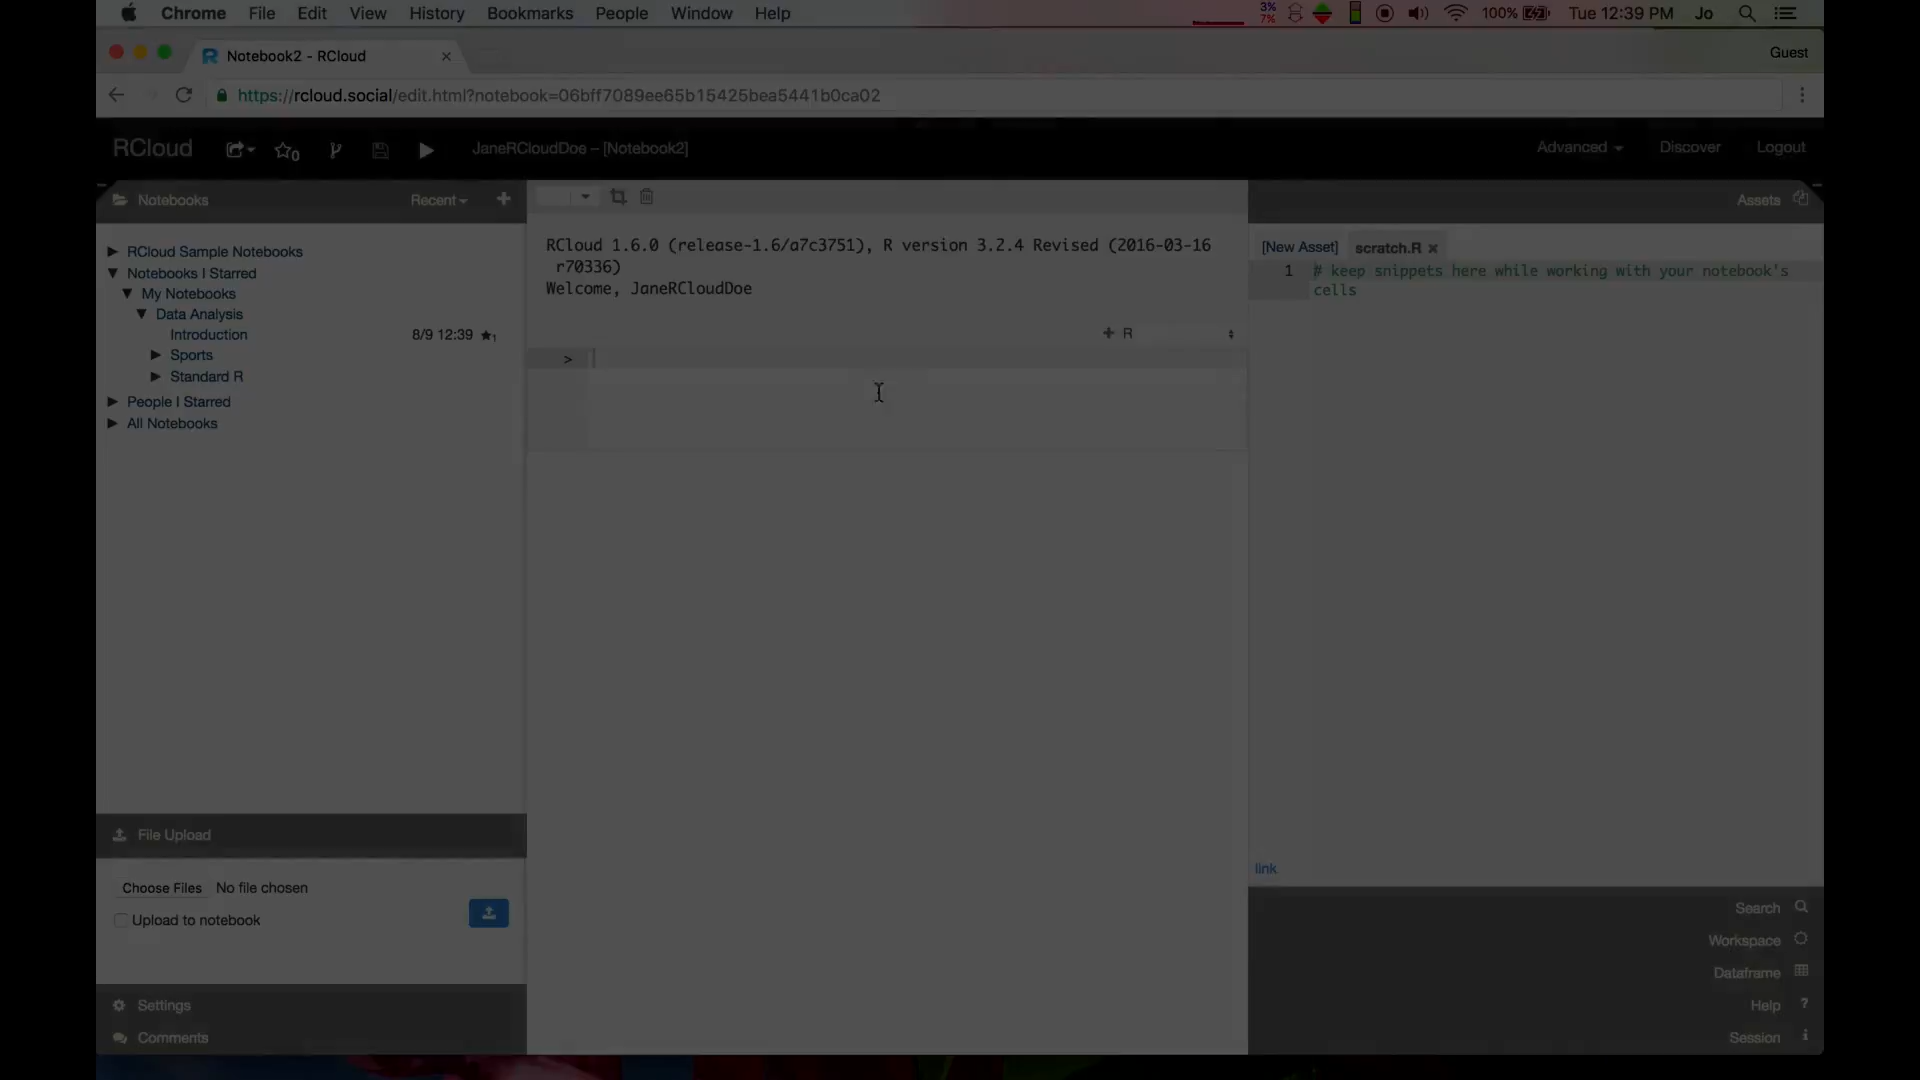 Chrome File Edit View History Bookmarks People Window Help 3% 7% 100% Tue 12:39 PM Jo
Notebook2 - RCloud Guest
https://rcloud.social/edit.html?notebook=06bff7089ee65b15425bea5441b0ca02
RCloud 0 JaneRCloudDoe – [Notebook2] Advanced Discover Logout
Notebooks Recent Assets
RCloud Sample Notebooks
Notebooks I Starred
My Notebooks
Data Analysis
Introduction 8/9 12:39 ★1
Sports
Standard R
People I Starred
All Notebooks
RCloud 1.6.0 (release-1.6/a7c3751), R version 3.2.4 Revised (2016-03-16
r70336)
Welcome, JaneRCloudDoe
+ R
>
[New Asset] scratch.R
1 # keep snippets here while working with your notebook's
cells
link
File Upload
Choose Files No file chosen
Upload to notebook
Settings
Comments
Search
Workspace
Dataframe
Help ?
Session i